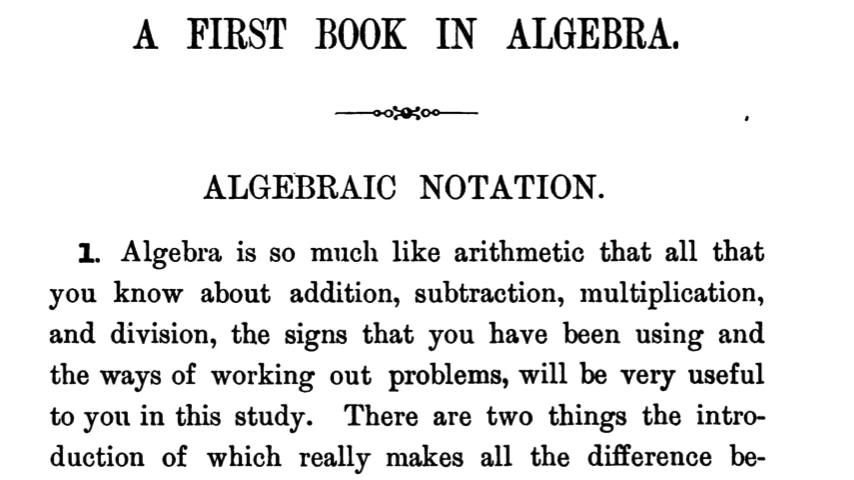 A FIRST BOOK IN ALGEBRA.
ALGEBRAIC NOTATION.
1. Algebra is so much like arithmetic that all that
you know about addition, subtraction, multiplication,
and division, the signs that you have been using and
the ways of working out problems, will be very useful
to you in this study. There are two things the intro-
duction of which really makes all the difference be-